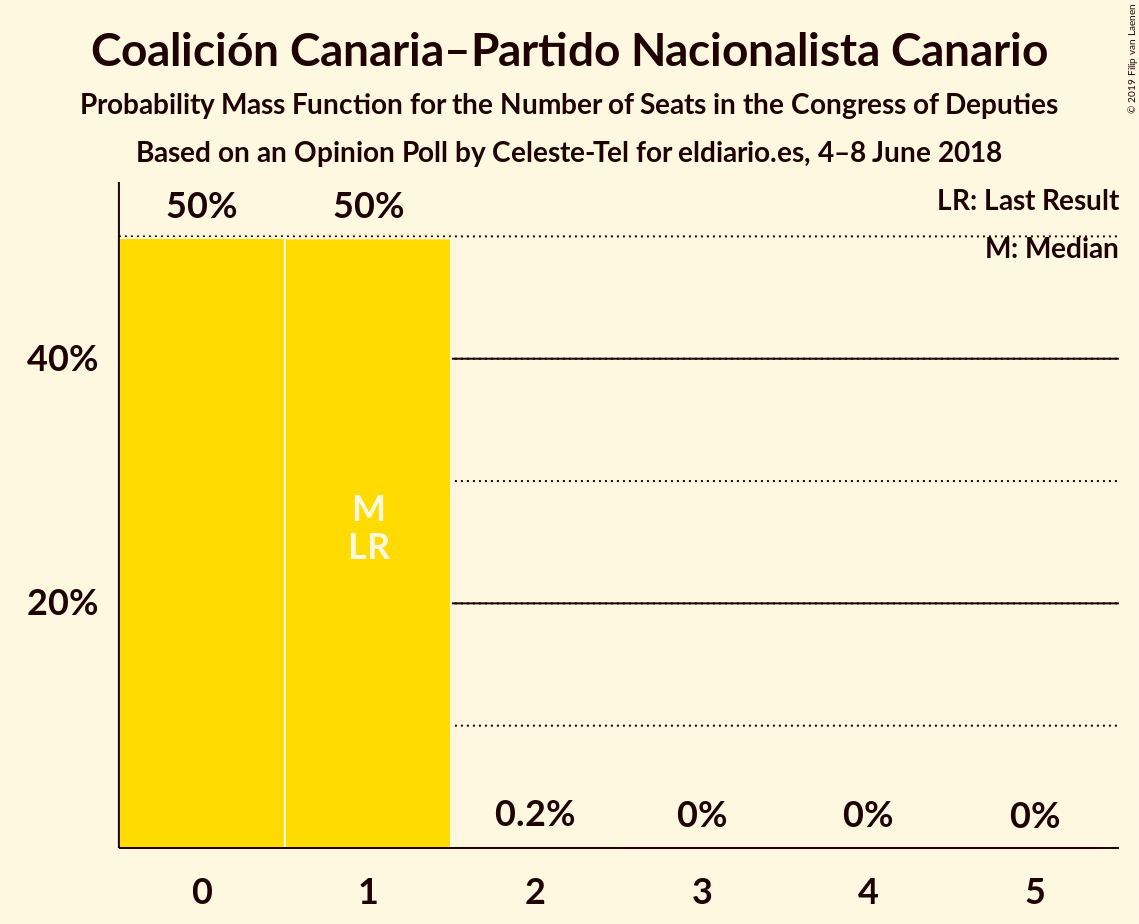 Coalición Canaria–Partido Nacionalista Canario
Probability Mass Function for the Number of Seats in the Congress of Deputies
Based on an Opinion Poll by Celeste-Tel for eldiario.es, 4–8 June 2018
© 2019 Filip van Laenen
50% 50%
LR: Last Result
M: Median
40%
M
LR
20%
0.2% 0% 0% 0%
0 1 2 3 4 5